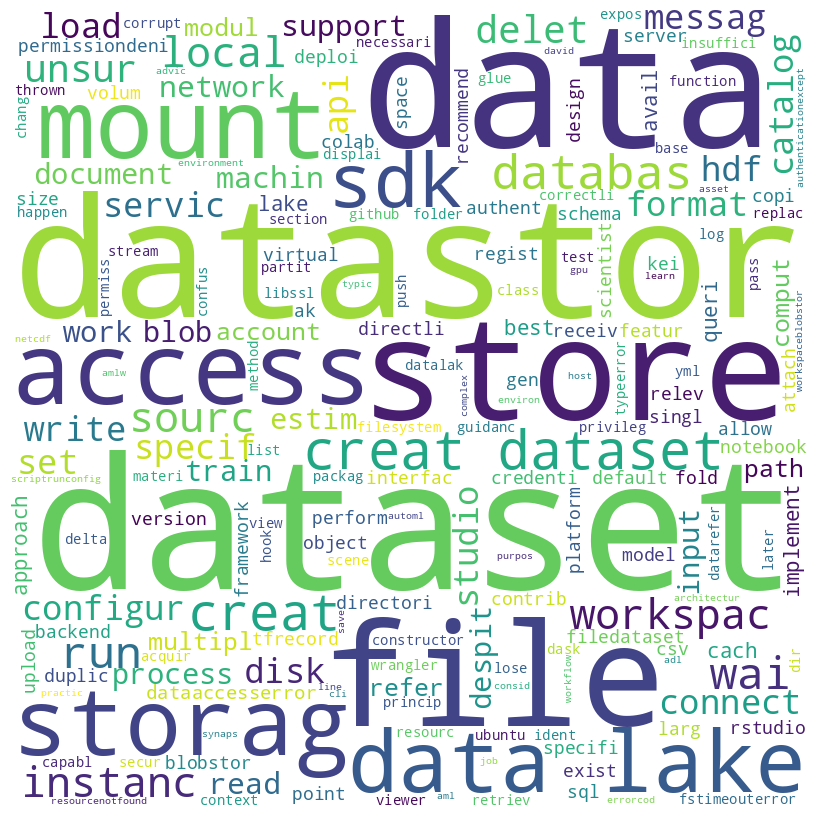 load corrupt modul support necessari delet expos messag
permissiondeni local deploi server insuffici
unsur advic data david
thrown volum network api space glue function
chang mount colab recommend design avail base catalog authenticationexcept
document environment displai sdk databas hdf
size machin correctli asset
happen servic lake github folder authent schema format copi replac
section
permiss stream confus virtual datastor regist test scientist kei log pass
partit typic push gpu learn
libssl class queri comput
work blob ak account directli best receiv featur attach workspaceblobstor
netcdf method access datalak store yml
amlw complex gen host typeerror relev
environ privileg singl allow
write sourc estim filesystem guidanc
set specif list creat dataset notebook
scriptrunconfig materi train packag interfac credenti default fold path
approach version view automl perform studio platform datarefer input model later implement
delta framework hook object
scene dataset purpos
configur creat save directori contrib architectur
upload backend multipl tfrecord constructor despit dask filedataset workspac
run acquir file csv cach dir
duplic process disk wrangler lose workflow adl wai
practic dataaccesserror line cli refer princip consid connect
storag synaps resourc ubuntu ident specifi larg rstudio
capabl secur blobstor data lake
instanc read point job exist sql errorcod
resourcenotfound context viewer aml retriev fstimeouterror